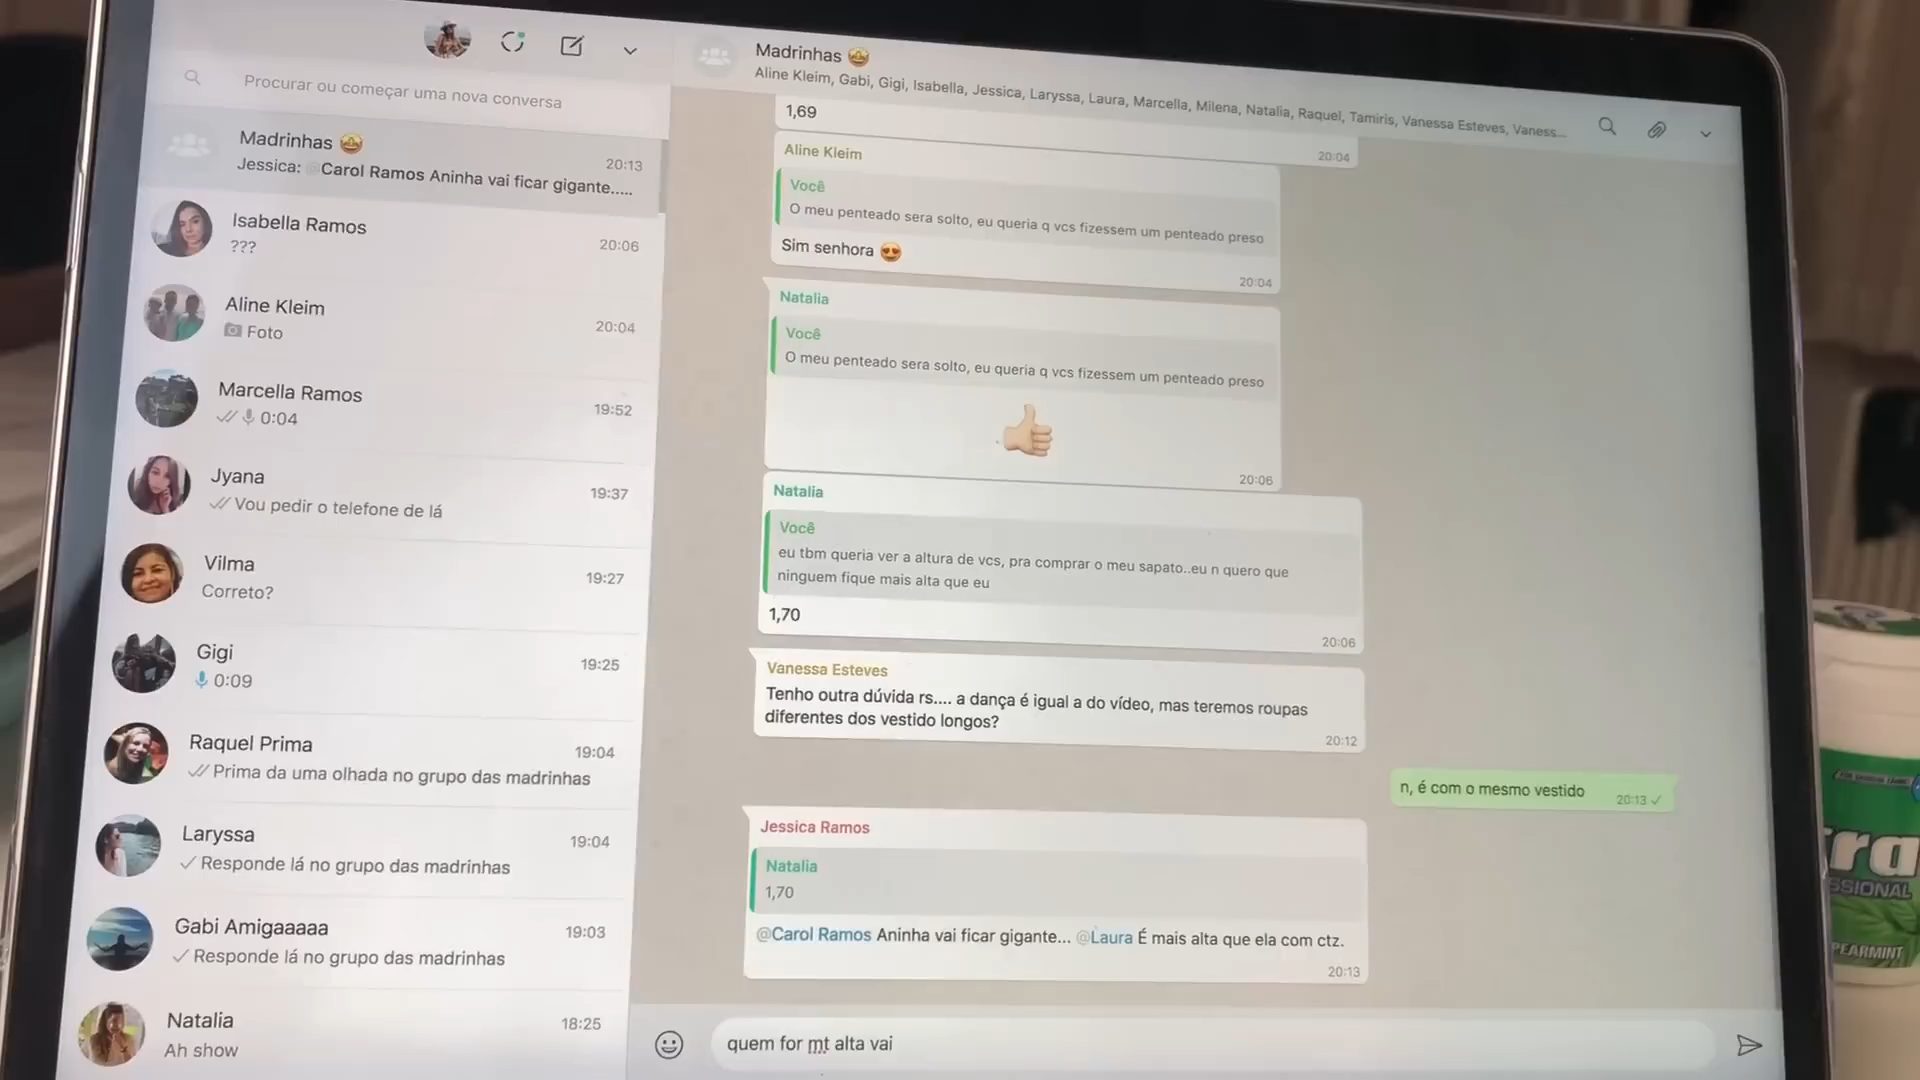 Procurar ou começar uma nova conversa
Madrinhas 🤩
20:13
Jessica: @Carol Ramos Aninha vai ficar gigante.....
Isabella Ramos
20:06
???
Aline Kleim
20:04
Foto
Marcella Ramos
19:52
0:04
Jyana
19:37
Vou pedir o telefone de lá
Vilma
19:27
Correto?
Gigi
19:25
0:09
Raquel Prima
19:04
Prima da uma olhada no grupo das madrinhas
Laryssa
19:04
Responde lá no grupo das madrinhas
Gabi Amigaaaaa
19:03
Responde lá no grupo das madrinhas
Natalia
18:25
Ah show
Madrinhas 🤩
Aline Kleim, Gabi, Gigi, Isabella, Jessica, Laryssa, Laura, Marcella, Milena, Natalia, Raquel, Tamiris, Vanessa Esteves, Vaness...
1,69
20:04
Aline Kleim
Você
O meu penteado sera solto, eu queria q vcs fizessem um penteado preso
Sim senhora 😍
20:04
Natalia
Você
O meu penteado sera solto, eu queria q vcs fizessem um penteado preso
👍🏻
20:06
Natalia
Você
eu tbm queria ver a altura de vcs, pra comprar o meu sapato..eu n quero que
ninguem fique mais alta que eu
1,70
20:06
Vanessa Esteves
Tenho outra dúvida rs.... a dança é igual a do vídeo, mas teremos roupas
diferentes dos vestido longos?
20:12
n, é com o mesmo vestido
20:13
Jessica Ramos
Natalia
1,70
@Carol Ramos Aninha vai ficar gigante... @Laura É mais alta que ela com ctz.
20:13
quem for mt alta vai
ra
SSIONAL
PEARMINT